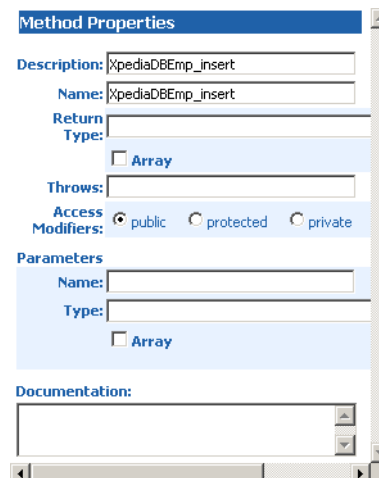 Method Properties
Description: XpediaDBEmp_insert
Name: XpediaDBEmp_insert
Return
Type:
Array
Throws:
Access
Modifiers: public protected private
Parameters
Name:
Type:
Array
Documentation: